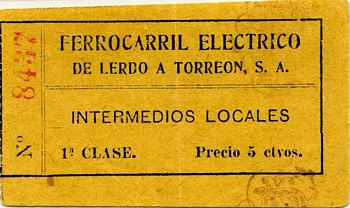 FERROCARRIL ELECTRICO
DE LERDO A TORREON, S. A.
INTERMEDIOS LOCALES
1ª CLASE. Precio 5 ctvos.
Nº